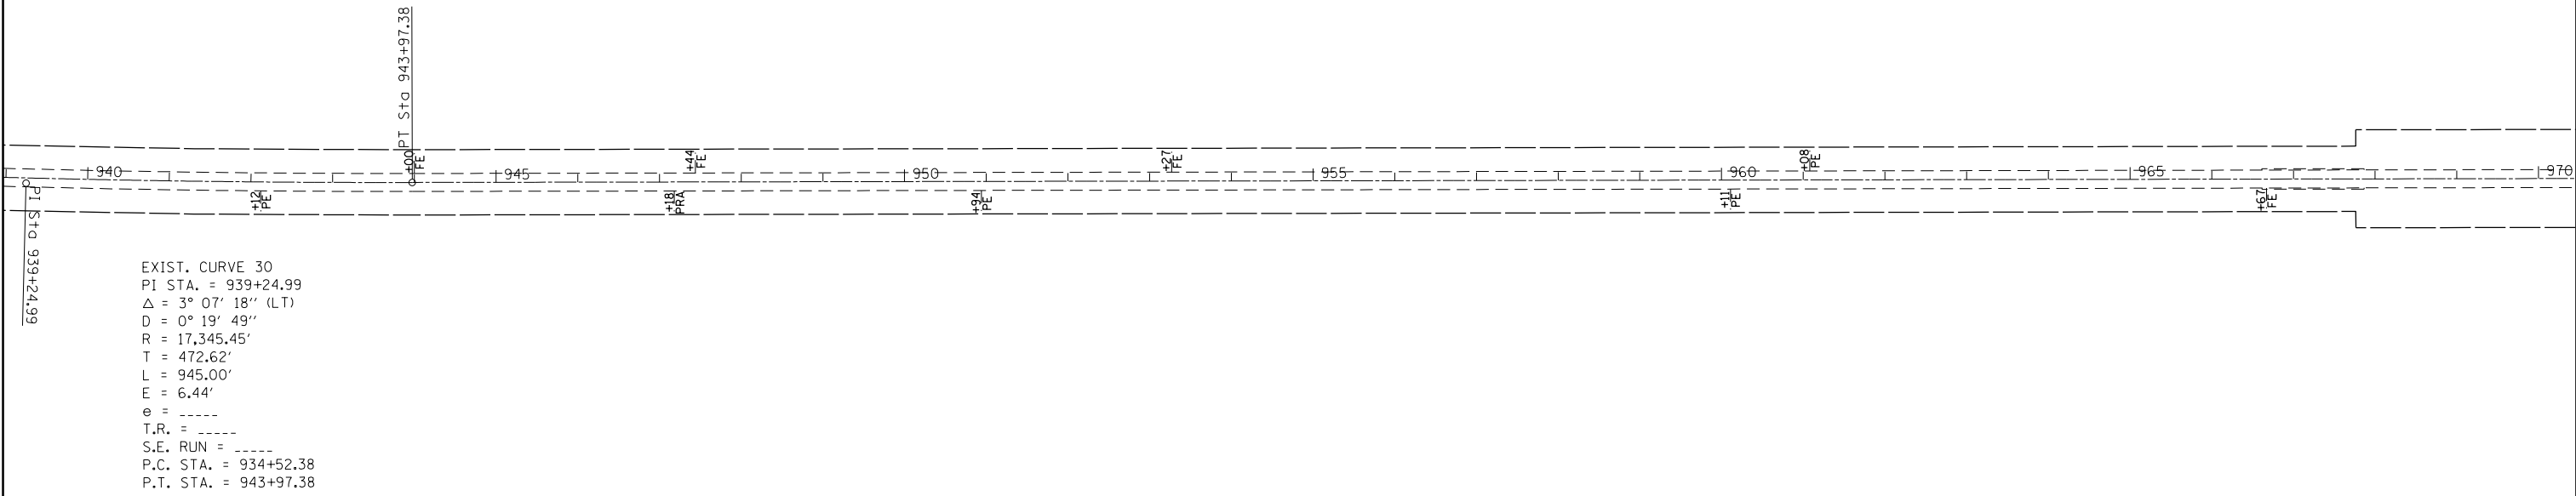 PT Sta 943+97.38
940
945
950
955
960
965
970
+00
FE
+44
FE
+27
FE
+08
PE
+12
PE
+18
PRA
+94
PE
+11
PE
+67
FE
PI Sta 939+24.99
EXIST. CURVE 30
PI STA. = 939+24.99
Δ = 3° 07' 18'' (LT)
D = 0° 19' 49''
R = 17,345.45'
T = 472.62'
L = 945.00'
E = 6.44'
e = _____
T.R. = _____
S.E. RUN = _____
P.C. STA. = 934+52.38
P.T. STA. = 943+97.38